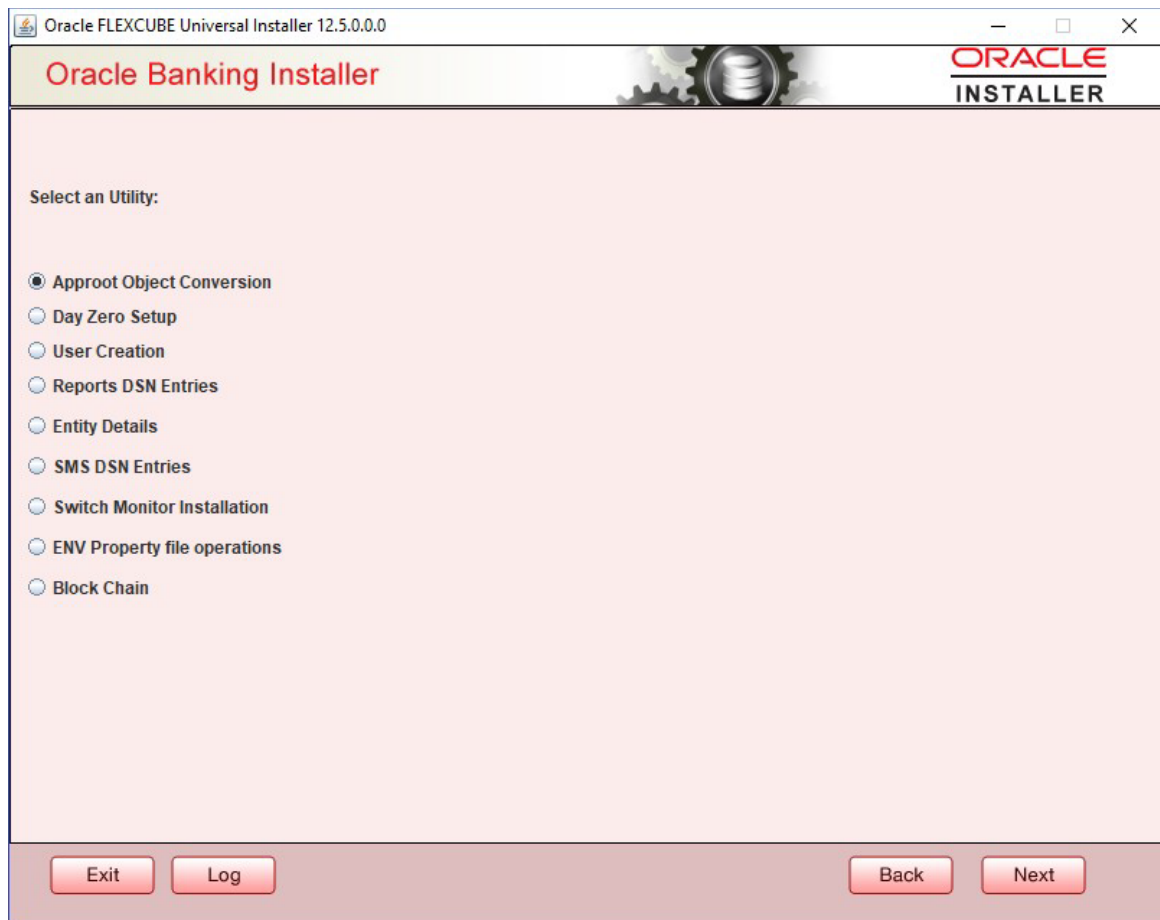 Oracle FLEXCUBE Universal Installer 12.5.0.0.0
Oracle Banking Installer
ORACLE
INSTALLER
Select an Utility:
Approot Object Conversion
Day Zero Setup
User Creation
Reports DSN Entries
Entity Details
SMS DSN Entries
Switch Monitor Installation
ENV Property file operations
Block Chain
Exit
Log
Back
Next